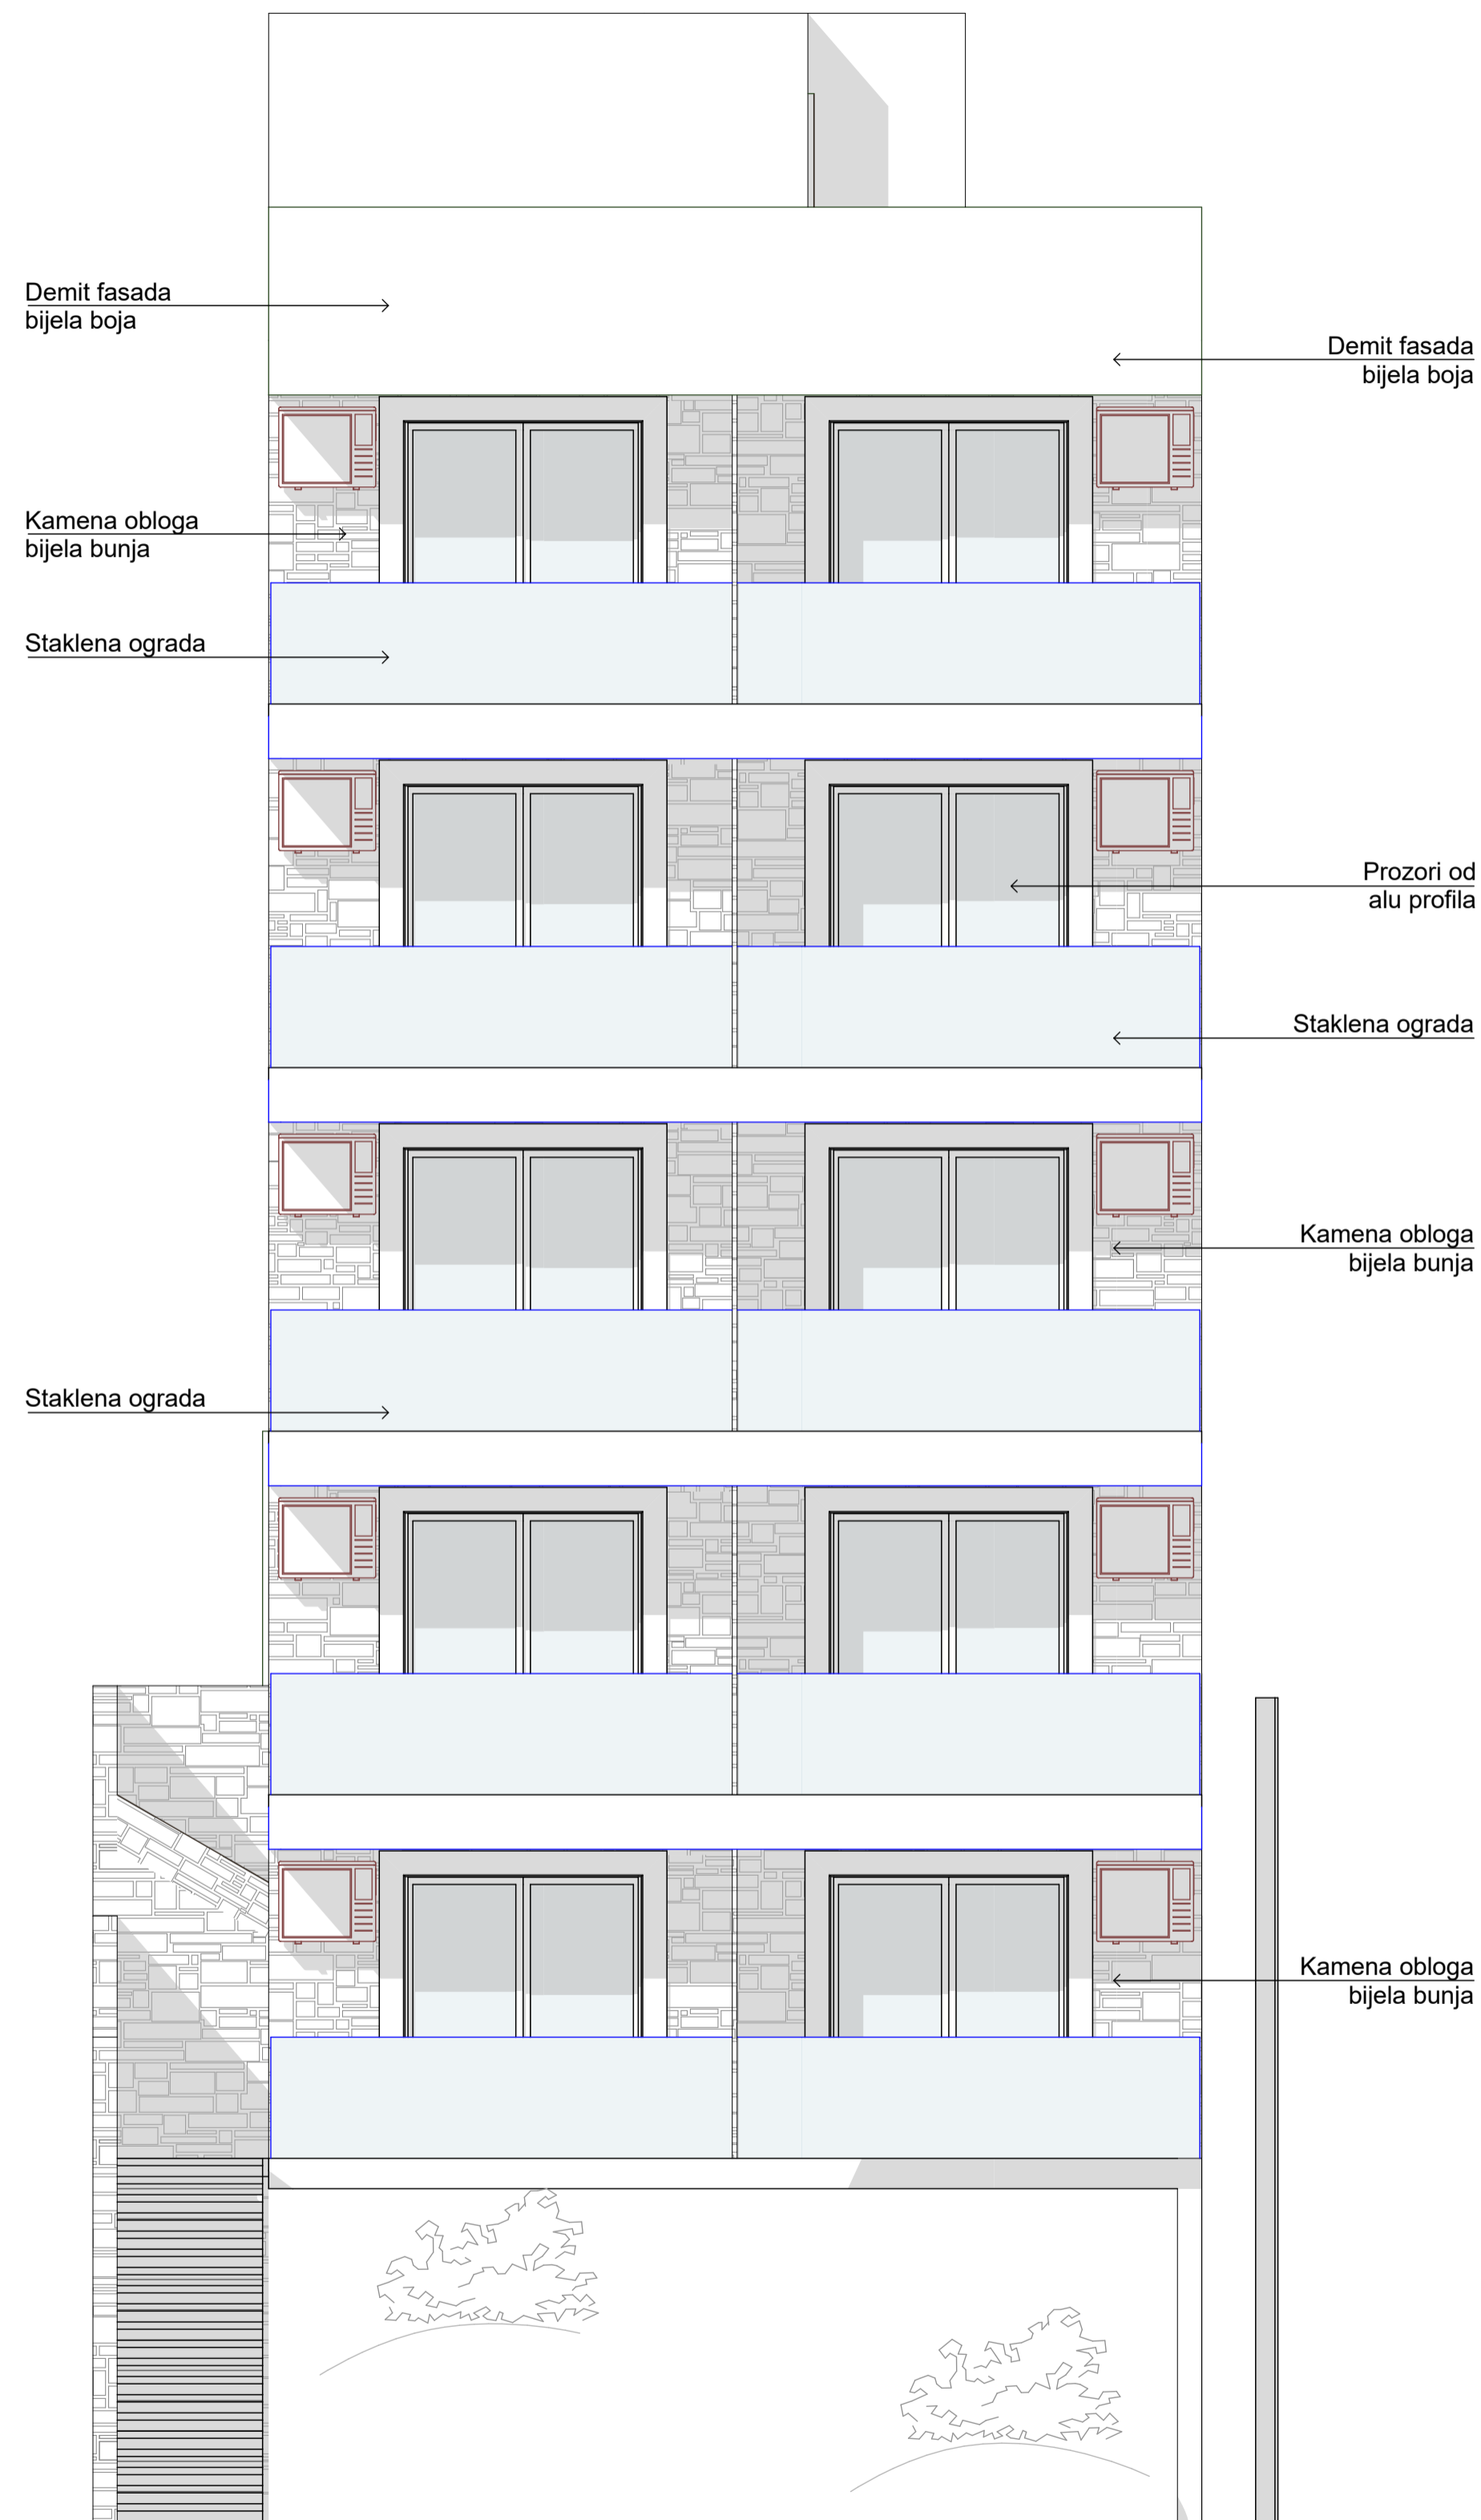 Demit fasada
bijela boja
Demit fasada
bijela boja
Kamena obloga
bijela bunja
Staklena ograda
Prozori od
alu profila
Staklena ograda
Kamena obloga
bijela bunja
Staklena ograda
Kamena obloga
bijela bunja